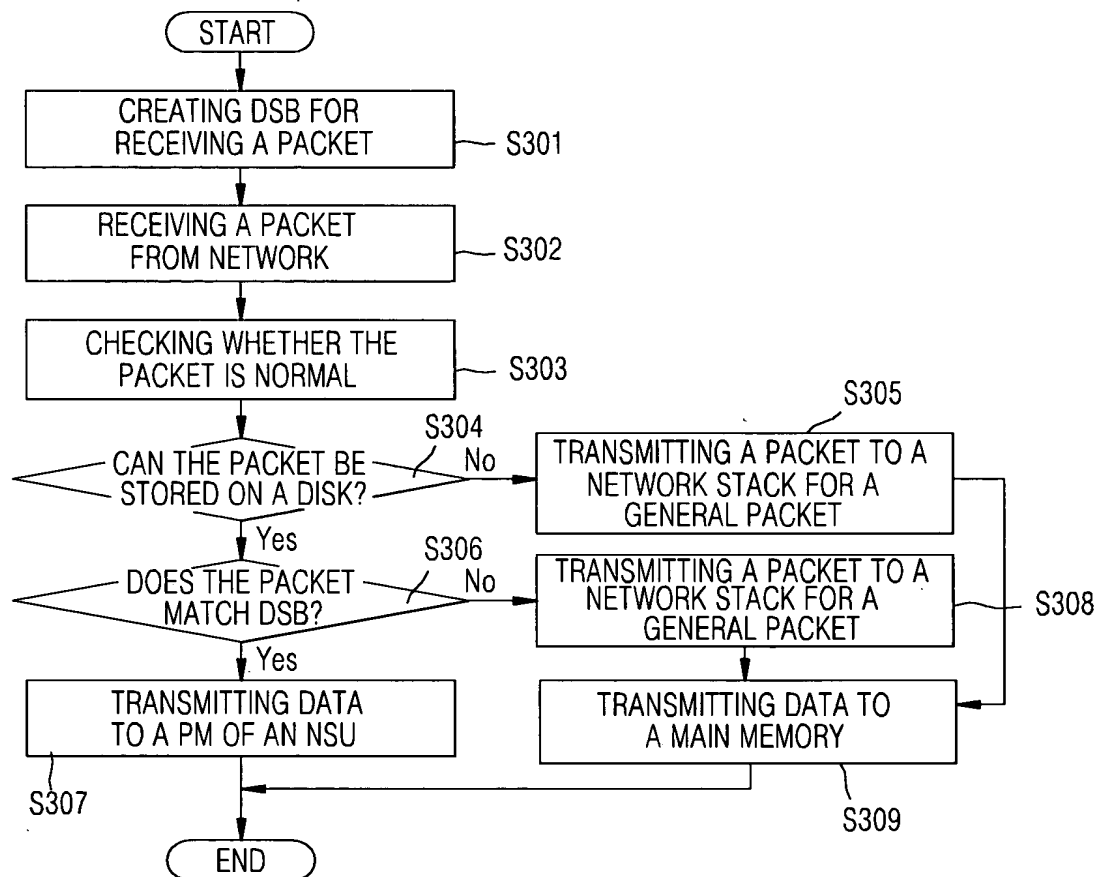 START
CREATING DSB FOR
RECEIVING A PACKET
S301
RECEIVING A PACKET
FROM NETWORK
S302
CHECKING WHETHER THE
PACKET IS NORMAL
S303
S304
CAN THE PACKET BE
STORED ON A DISK?
No
Yes
S305
TRANSMITTING A PACKET TO A
NETWORK STACK FOR A
GENERAL PACKET
S306
DOES THE PACKET
MATCH DSB?
No
Yes
TRANSMITTING A PACKET TO A
NETWORK STACK FOR A
GENERAL PACKET
S308
TRANSMITTING DATA
TO A PM OF AN NSU
S307
TRANSMITTING DATA TO
A MAIN MEMORY
S309
END